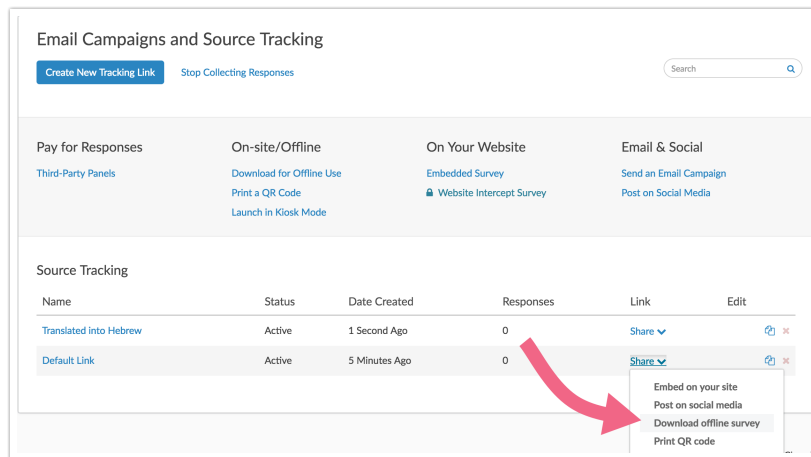 Email Campaigns and Source Tracking
Create New Tracking Link Stop Collecting Responses Search
Pay for Responses On-site/Offline On Your Website Email & Social
Third-Party Panels Download for Offline Use Embedded Survey Send an Email Campaign
Print a QR Code Website Intercept Survey Post on Social Media
Launch in Kiosk Mode
Source Tracking
Name Status Date Created Responses Link Edit
Translated into Hebrew Active 1 Second Ago 0 Share
Default Link Active 5 Minutes Ago 0 Share
Embed on your site
Post on social media
Download offline survey
Print QR code